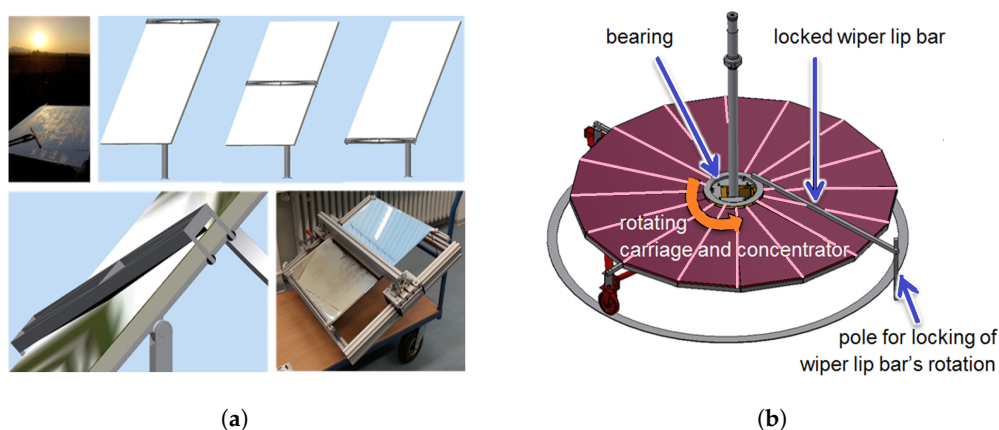 bearing
locked wiper lip bar
rotating
carriage and concentrator
pole for locking of
wiper lip bar's rotation
(a)
(b)